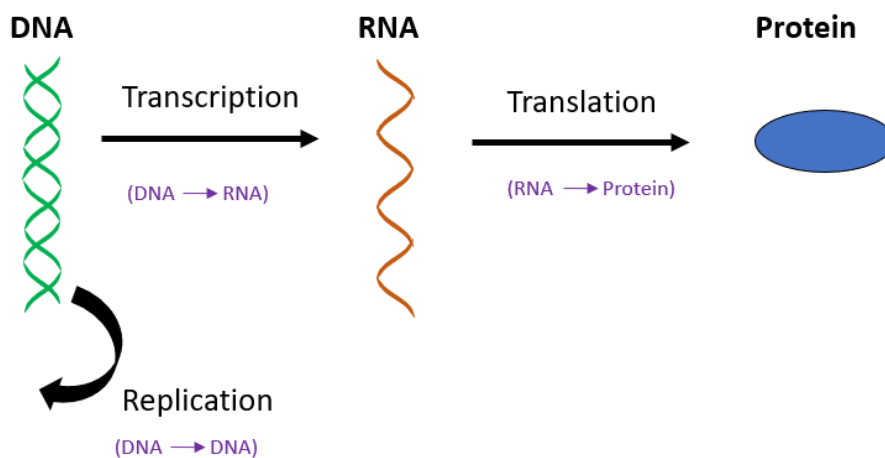 DNA
RNA
Protein
Transcription
Translation
(DNA → RNA)
(RNA → Protein)
Replication
(DNA → DNA)